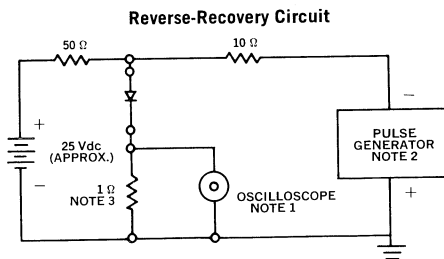 Reverse-Recovery Circuit
50 Ω
10 Ω
+
25 Vdc
(APPROX.)
−
1 Ω
NOTE 3
OSCILLOSCOPE
NOTE 1
−
PULSE
GENERATOR
NOTE 2
+